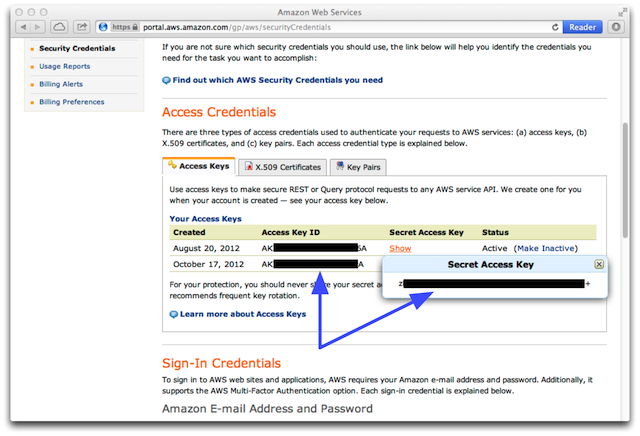 Amazon Web Services
https portal.aws.amazon.com/gp/aws/securityCredentials
Reader
Security Credentials
Usage Reports
Billing Alerts
Billing Preferences
If you are not sure which security credentials you should use, the link below will help you identify the credentials you
need for the task you want to accomplish:
Find out which AWS Security Credentials you need
Access Credentials
There are three types of access credentials used to authenticate your requests to AWS services: (a) access keys, (b)
X.509 certificates, and (c) key pairs. Each access credential type is explained below.
Access Keys X.509 Certificates Key Pairs
Use access keys to make secure REST or Query protocol requests to any AWS service API. We create one for you
when your account is created — see your access key below.
Your Access Keys
Created Access Key ID Secret Access Key Status
August 20, 2012 AK SA Show Active (Make Inactive)
October 17, 2012 AK A
Secret Access Key
z +
For your protection, you should never share your secret ac
recommends frequent key rotation.
Learn more about Access Keys
Sign-In Credentials
To sign in to AWS web sites and applications, AWS requires your Amazon e-mail address and password. Additionally, it
supports the AWS Multi-Factor Authentication option. Each sign-in credential is explained below.
Amazon E-mail Address and Password